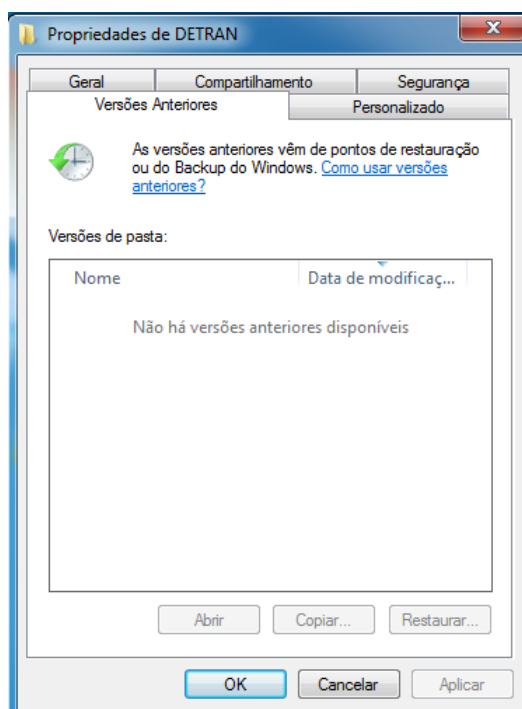 Propriedades de DETRAN
Geral Compartilhamento Segurança
Versões Anteriores Personalizado
As versões anteriores vêm de pontos de restauração
ou do Backup do Windows. Como usar versões
anteriores?
Versões de pasta:
Nome Data de modificaç...
Não há versões anteriores disponíveis
Abrir Copiar... Restaurar...
OK Cancelar Aplicar